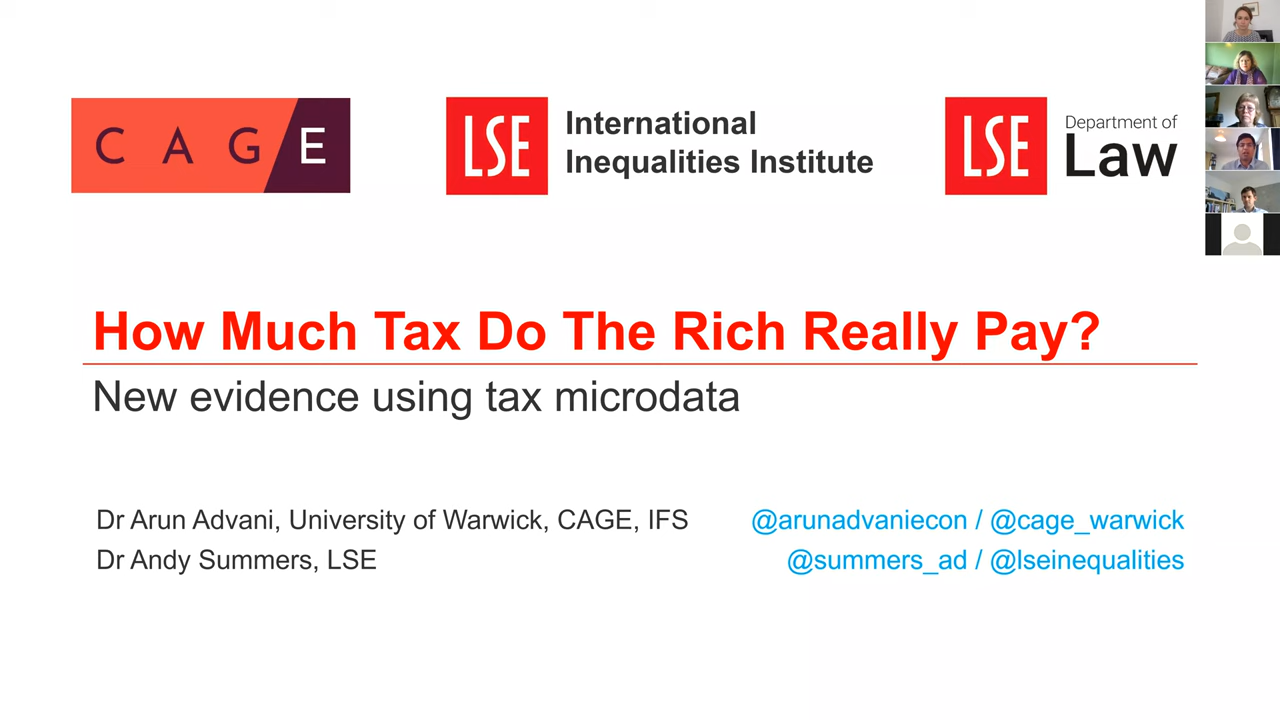 C A G E
LSE International
Inequalities Institute
LSE Department of
Law
How Much Tax Do The Rich Really Pay?
New evidence using tax microdata
Dr Arun Advani, University of Warwick, CAGE, IFS
@arunadvaniecon / @cage_warwick
Dr Andy Summers, LSE
@summers_ad / @lseinequalities